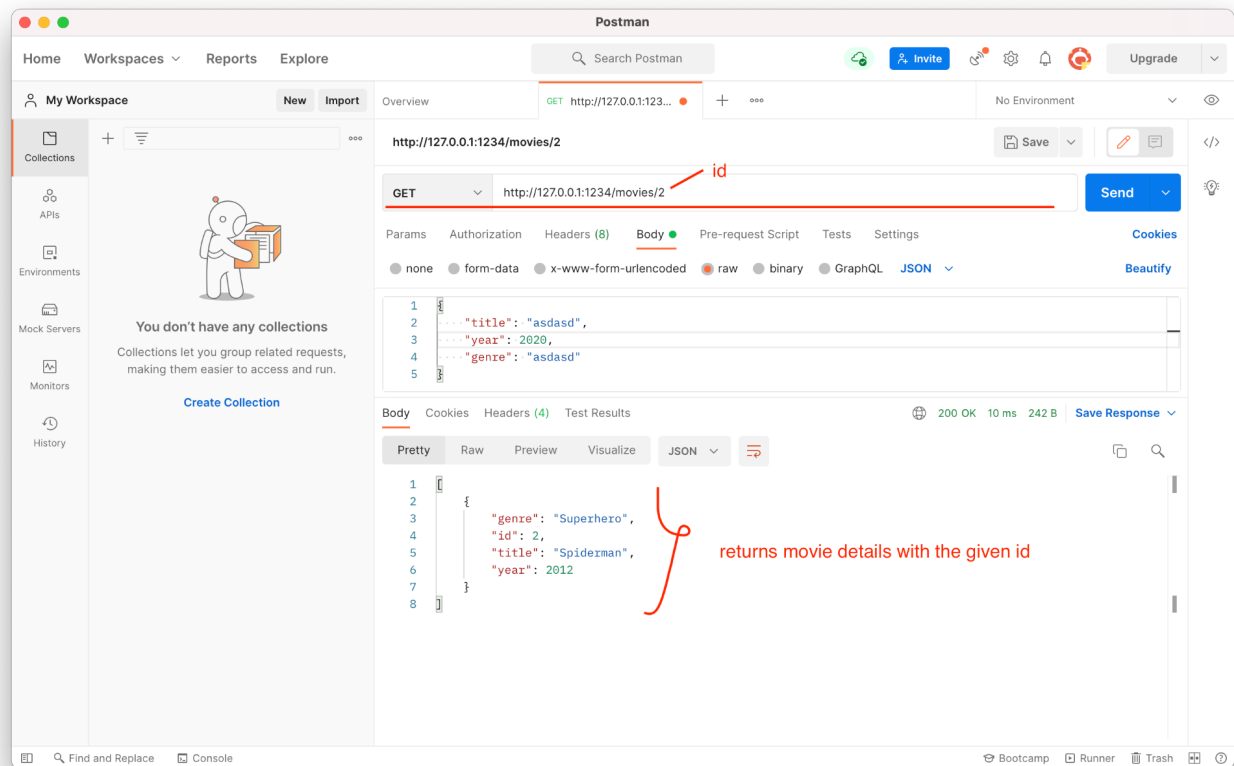 Postman
Home Workspaces Reports Explore Search Postman Invite Upgrade
My Workspace New Import Overview GET http://127.0.0.1:123... No Environment
Collections
http://127.0.0.1:1234/movies/2 Save
id
GET http://127.0.0.1:1234/movies/2 Send
APIs
Params Authorization Headers (8) Body Pre-request Script Tests Settings Cookies
Environments
none form-data x-www-form-urlencoded raw binary GraphQL JSON Beautify
1 {
2 "title": "asdasd",
3 "year": 2020,
4 "genre": "asdasd"
5 }
Mock Servers
Monitors
History
You don't have any collections
Collections let you group related requests,
making them easier to access and run.
Create Collection
Body Cookies Headers (4) Test Results 200 OK 10 ms 242 B Save Response
Pretty Raw Preview Visualize JSON
1 [
2 {
3 "genre": "Superhero",
4 "id": 2,
5 "title": "Spiderman",
6 "year": 2012
7 }
8 ]
returns movie details with the given id
Find and Replace Console Bootcamp Runner Trash